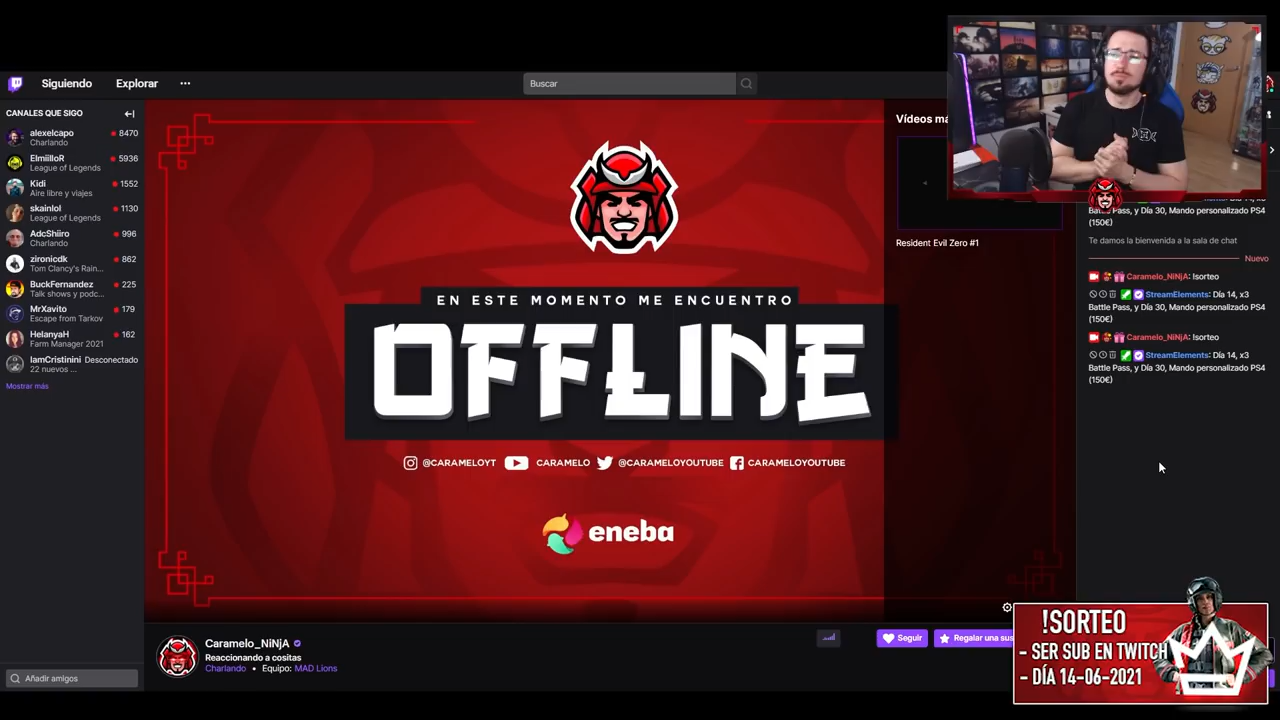 Siguiendo
Explorar
Buscar
CANALES QUE SIGO
alexelcapo
8470
Charlando
ElmiilloR
5936
League of Legends
Kidi
1552
Aire libre y viajes
skainlol
1130
League of Legends
AdcShiiro
996
Charlando
zironicdk
862
Tom Clancy's Rain...
BuckFernandez
225
Talk shows y podc...
MrXavito
179
Escape from Tarkov
HelanyaH
162
Farm Manager 2021
IamCristinini
Desconectado
22 nuevos ...
Mostrar más
Añadir amigos
EN ESTE MOMENTO ME ENCUENTRO
OFFLINE
@CARAMELOYT
CARAMELO
@CARAMELOYOUTUBE
CARAMELOYOUTUBE
eneba
Vídeos má
Resident Evil Zero #1
Caramelo_NiNjA
Reaccionando a cositas
Charlando • Equipo: MAD Lions
Seguir
Regalar una sus
Battle Pass, y Día 30, Mando personalizado PS4
(150€)
Te damos la bienvenida a la sala de chat
Nuevo
Caramelo_NiNjA: !sorteo
StreamElements: Día 14, x3
Battle Pass, y Día 30, Mando personalizado PS4
(150€)
Caramelo_NiNjA: !sorteo
StreamElements: Día 14, x3
Battle Pass, y Día 30, Mando personalizado PS4
(150€)
!SORTEO
- SER SUB EN TWITCH
- DÍA 14-06-2021